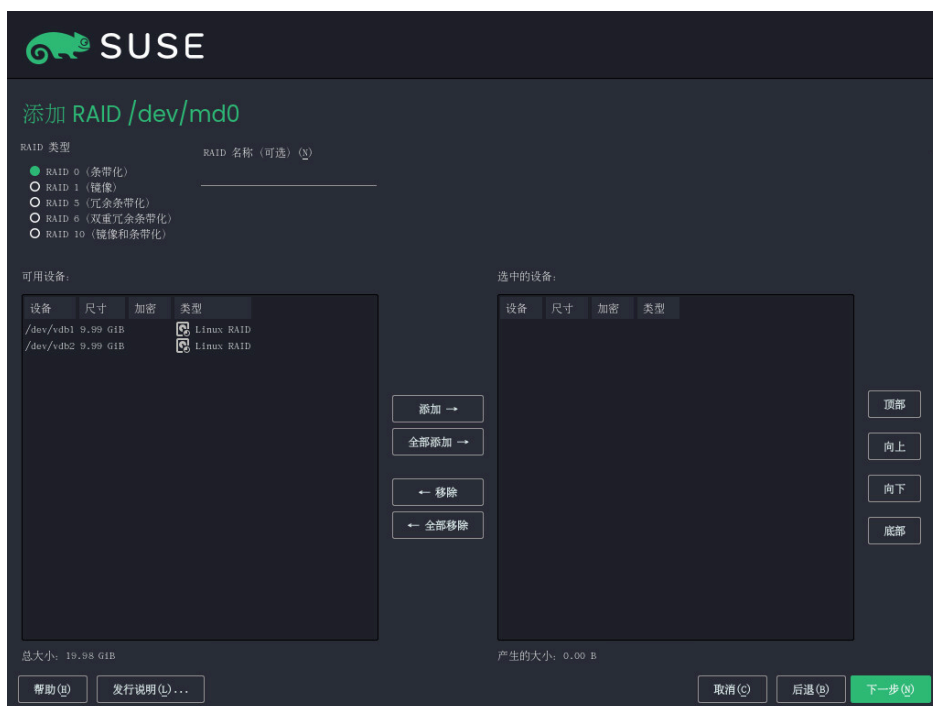 SUSE
添加 RAID /dev/md0
RAID 类型
RAID 名称（可选）(N)
RAID 0（条带化）
RAID 1（镜像）
RAID 5（冗余条带化）
RAID 6（双重冗余条带化）
RAID 10（镜像和条带化）
可用设备:
选中的设备:
设备 尺寸 加密 类型
设备 尺寸 加密 类型
/dev/vdb1 9.99 GiB Linux RAID
/dev/vdb2 9.99 GiB Linux RAID
添加 →
全部添加 →
← 移除
← 全部移除
顶部
向上
向下
底部
总大小: 19.98 GiB
产生的大小: 0.00 B
帮助(H) 发行说明(L)... 取消(C) 后退(B) 下一步(N)